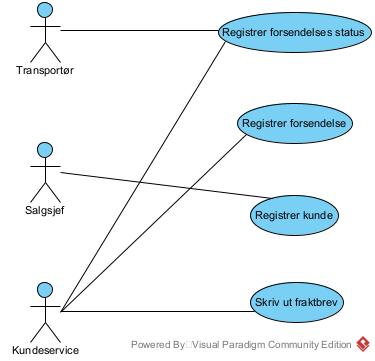 Registrer forsendelses status
Transportør
Registrer forsendelse
Salgsjef
Registrer kunde
Skriv ut fraktbrev
Kundeservice
Powered By Visual Paradigm Community Edition